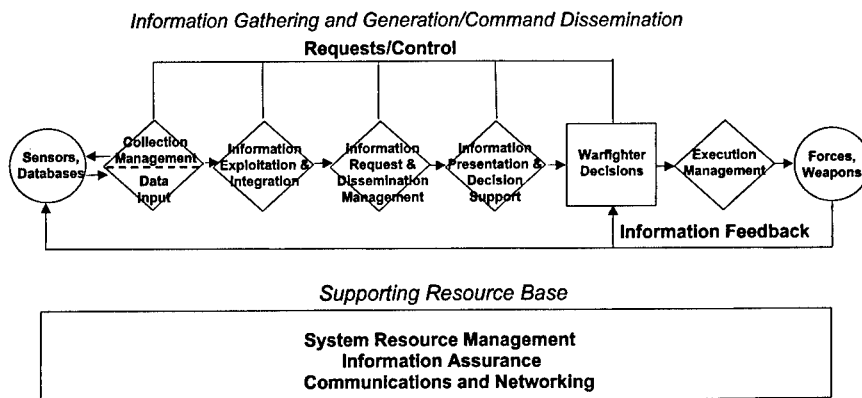 Information Gathering and Generation/Command Dissemination
Requests/Control
Sensors,
Databases
Collection
Management
Data
Input
Information
Exploitation &
Integration
Information
Request &
Dissemination
Management
Information
Presentation &
Decision
Support
Warfighter
Decisions
Execution
Management
Forces,
Weapons
Information Feedback
Supporting Resource Base
System Resource Management
Information Assurance
Communications and Networking